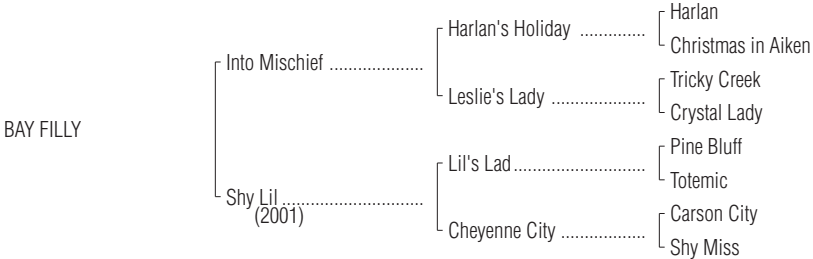 Harlan
Harlan's Holiday ..............
Christmas in Aiken
Into Mischief ....................
Tricky Creek
Leslie's Lady ....................
Crystal Lady
BAY FILLY
Pine Bluff
Lil's Lad............................
Totemic
Shy Lil ..............................
(2001)
Carson City
Cheyenne City ..................
Shy Miss